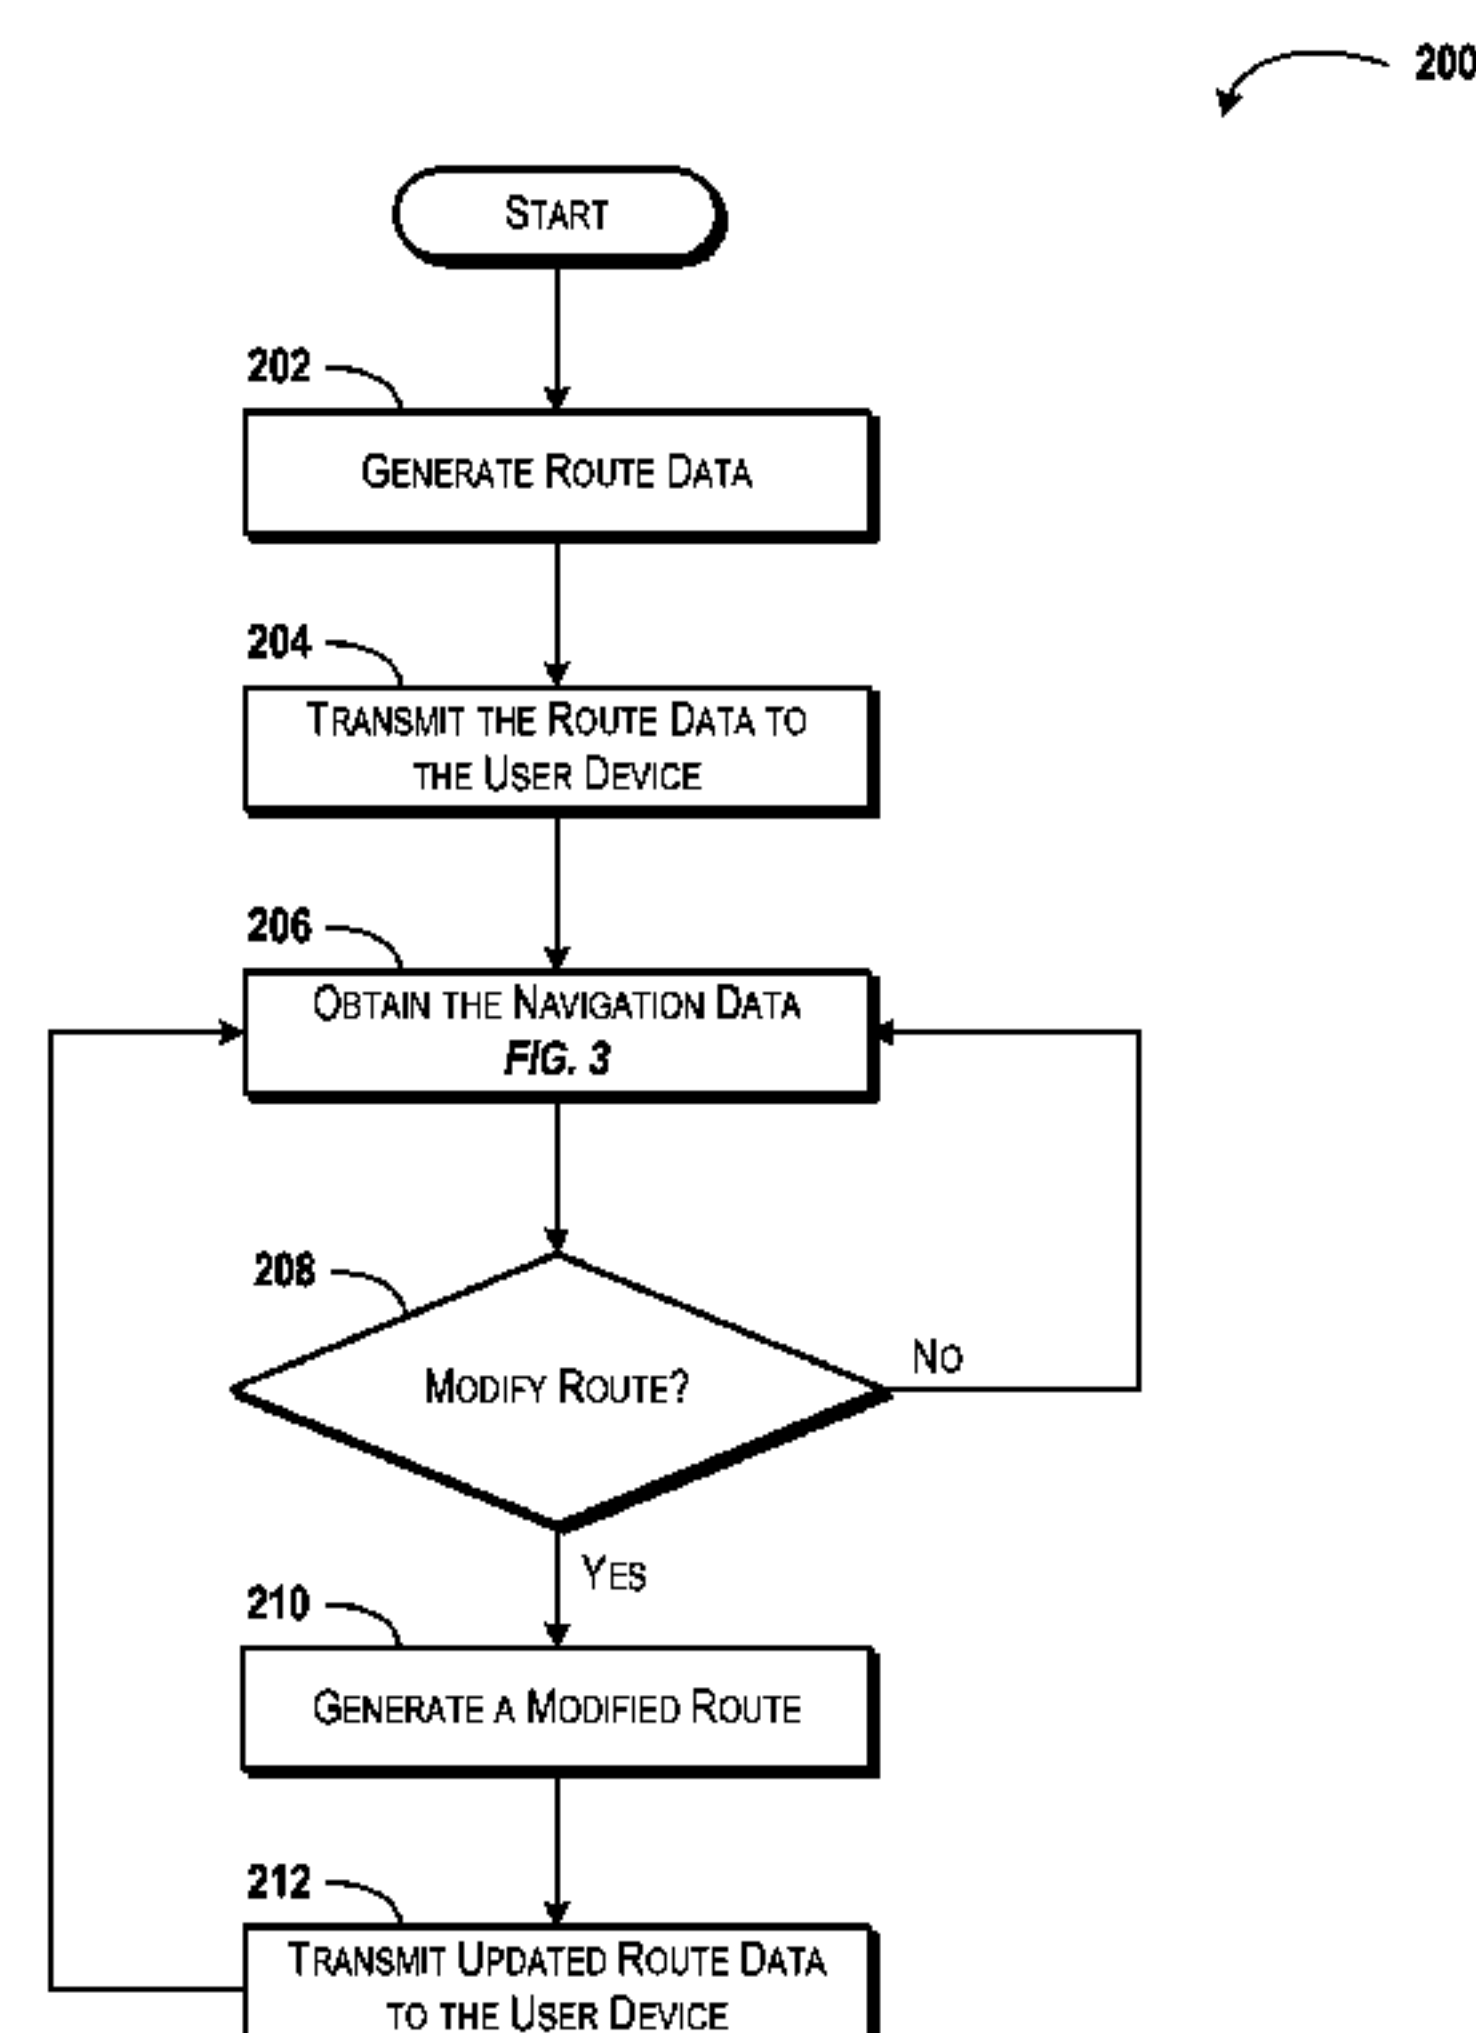 200
START
202
GENERATE ROUTE DATA
204
TRANSMIT THE ROUTE DATA TO
THE USER DEVICE
206
OBTAIN THE NAVIGATION DATA
FIG. 3
208
MODIFY ROUTE?
NO
YES
210
GENERATE A MODIFIED ROUTE
212
TRANSMIT UPDATED ROUTE DATA
TO THE USER DEVICE